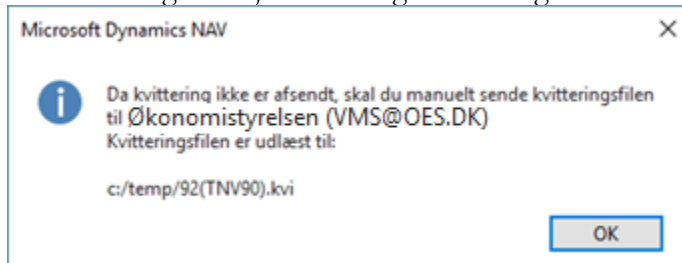 Microsoft Dynamics NAV
Da kvittering ikke er afsendt, skal du manuelt sende kvitteringsfilen
til Økonomistyrelsen (VMS@OES.DK)
Kvitteringsfilen er udlæst til:
c:/temp/92(TNV90).kvi
OK